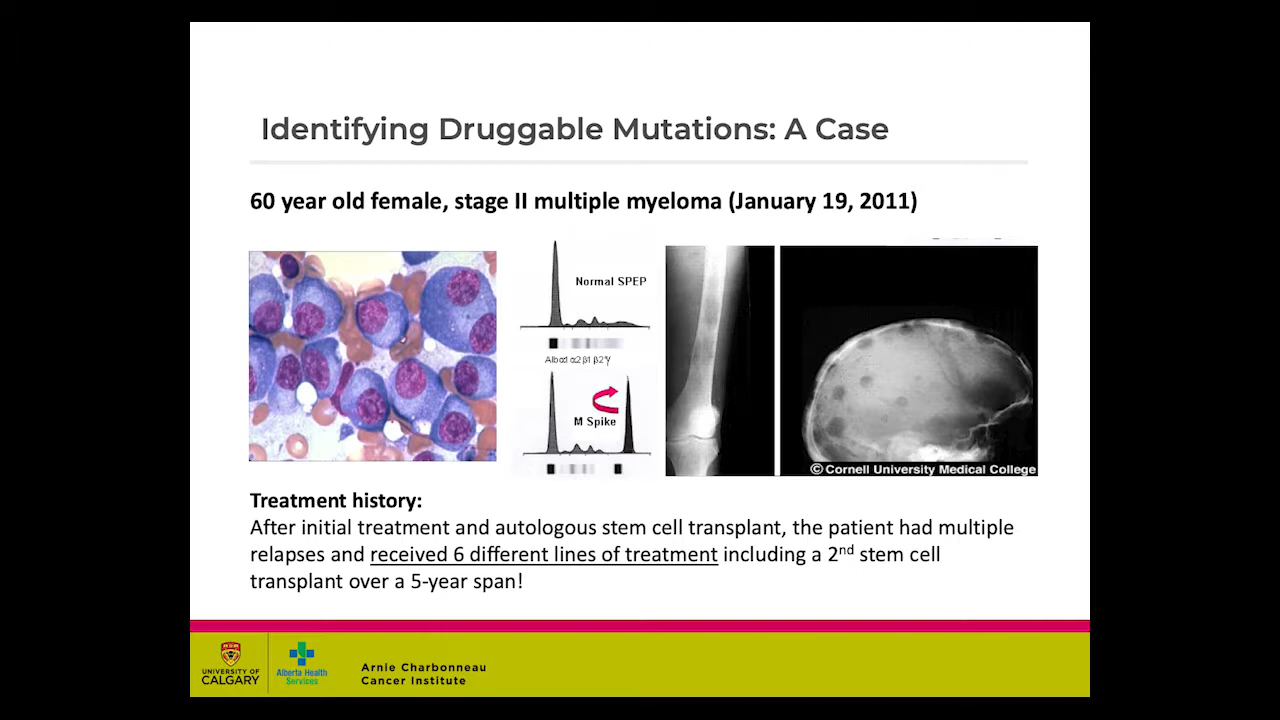 Identifying Druggable Mutations: A Case
60 year old female, stage II multiple myeloma (January 19, 2011)
Normal SPEP
M Spike
© Cornell University Medical College
Treatment history:
After initial treatment and autologous stem cell transplant, the patient had multiple
relapses and received 6 different lines of treatment including a 2nd stem cell
transplant over a 5-year span!
UNIVERSITY OF
CALGARY
Alberta Health
Services
Arnie Charbonneau
Cancer Institute